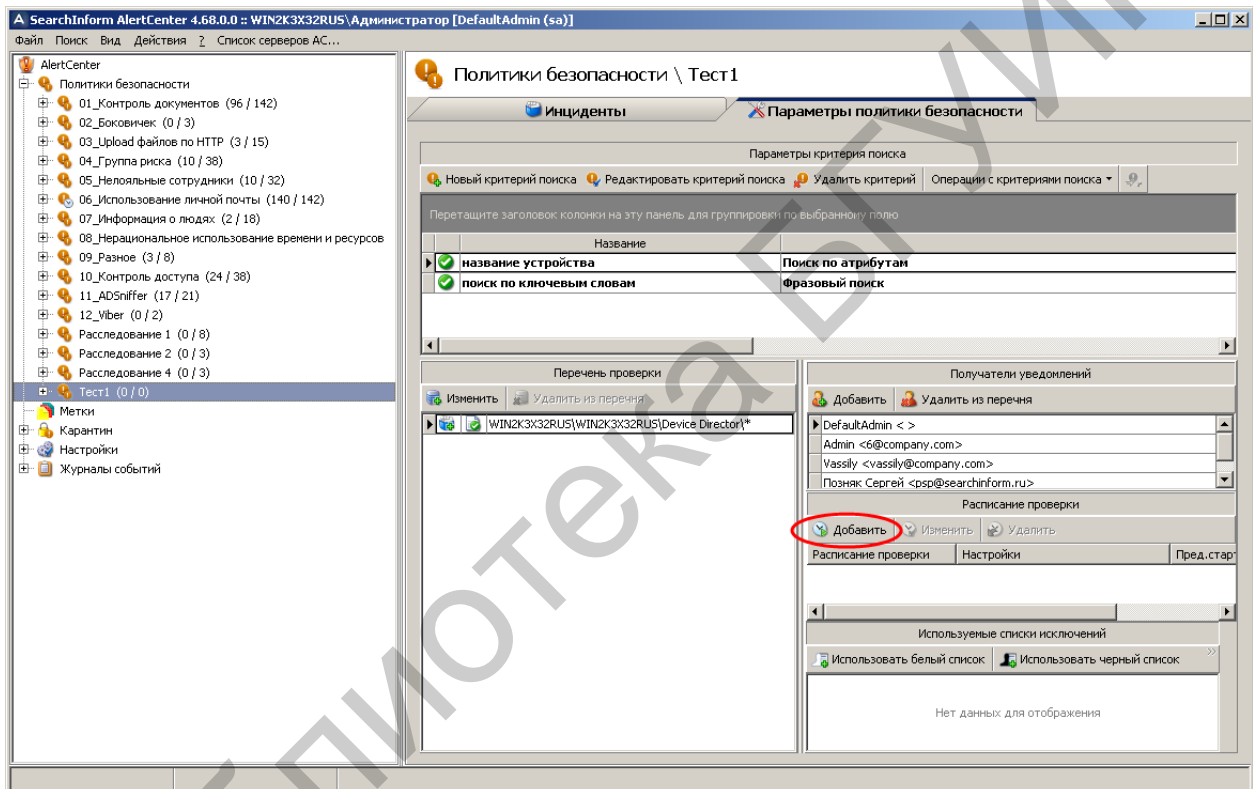 SearchInform AlertCenter 4.68.0.0 :: WIN2K3X32RUS\Администратор [DefaultAdmin (sa)]
Файл Поиск Вид Действия ? Список серверов АС...
AlertCenter
Политики безопасности
01_Контроль документов (96 / 142)
02_Боковичек (0 / 3)
03_Upload файлов по HTTP (3 / 15)
04_Группа риска (10 / 38)
05_Нелояльные сотрудники (10 / 32)
06_Использование личной почты (140 / 142)
07_Информация о людях (2 / 18)
08_Нерациональное использование времени и ресурсов
09_Разное (3 / 8)
10_Контроль доступа (24 / 38)
11_ADSniffer (17 / 21)
12_Viber (0 / 2)
Расследование 1 (0 / 8)
Расследование 2 (0 / 3)
Расследование 4 (0 / 3)
Тест1 (0 / 0)
Метки
Карантин
Настройки
Журналы событий
Политики безопасности \ Тест1
Инциденты
Параметры политики безопасности
Параметры критерия поиска
Новый критерий поиска Редактировать критерий поиска Удалить критерий Операции с критериями поиска
Перетащите заголовок колонки на эту панель для группировки по выбранному полю
Название
название устройства Поиск по атрибутам
поиск по ключевым словам Фразовый поиск
Перечень проверки
Изменить Удалить из перечня
WIN2K3X32RUS\WIN2K3X32RUS\Device Director\*
Получатели уведомлений
Добавить Удалить из перечня
DefaultAdmin < >
Admin <6@company.com>
Vassily <vassily@company.com>
Позняк Сергей <psp@searchinform.ru>
Расписание проверки
Добавить Изменить Удалить
Расписание проверки Настройки Пред.старт
Используемые списки исключений
Использовать белый список Использовать черный список
Нет данных для отображения